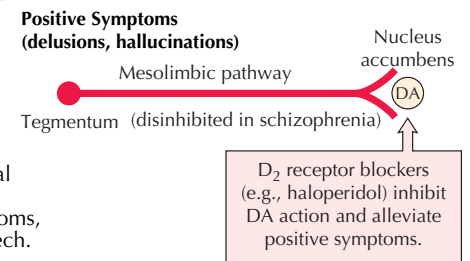 Positive Symptoms
(delusions, hallucinations)
Nucleus
accumbens
Mesolimbic pathway
DA
Tegmentum (disinhibited in schizophrenia)
D₂ receptor blockers
(e.g., haloperidol) inhibit
DA action and alleviate
positive symptoms.
al
oms,
ech.